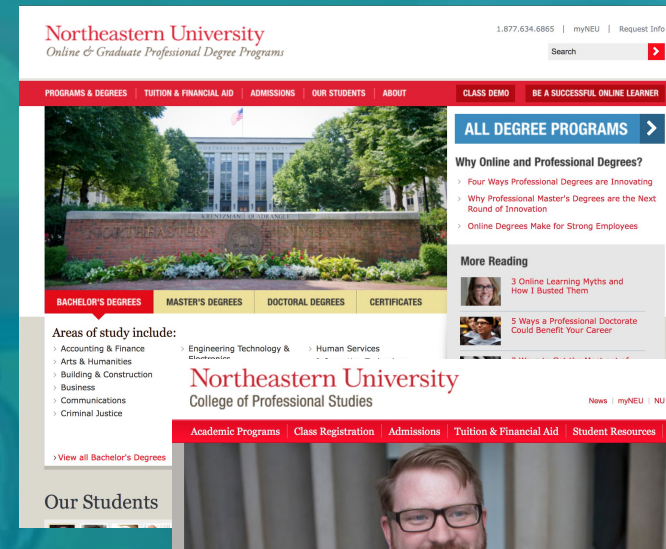 Northeastern University
Online & Graduate Professional Degree Programs
1.877.634.6865 | myNEU | Request Info
Search
PROGRAMS & DEGREES | TUITION & FINANCIAL AID | ADMISSIONS | OUR STUDENTS | ABOUT
CLASS DEMO
BE A SUCCESSFUL ONLINE LEARNER
KRENTZMAN QUADRANGLE
NORTHEASTERN UNIVERSITY
ALL DEGREE PROGRAMS
Why Online and Professional Degrees?
Four Ways Professional Degrees are Innovating
Why Professional Master's Degrees are the Next
Round of Innovation
Online Degrees Make for Strong Employees
More Reading
3 Online Learning Myths and
How I Busted Them
5 Ways a Professional Doctorate
Could Benefit Your Career
BACHELOR'S DEGREES
MASTER'S DEGREES
DOCTORAL DEGREES
CERTIFICATES
Areas of study include:
Accounting & Finance
Arts & Humanities
Building & Construction
Business
Communications
Criminal Justice
Engineering Technology &
Electronics
Human Services
View all Bachelor's Degrees
Our Students
Northeastern University
College of Professional Studies
News | myNEU | NU
Academic Programs | Class Registration | Admissions | Tuition & Financial Aid | Student Resources